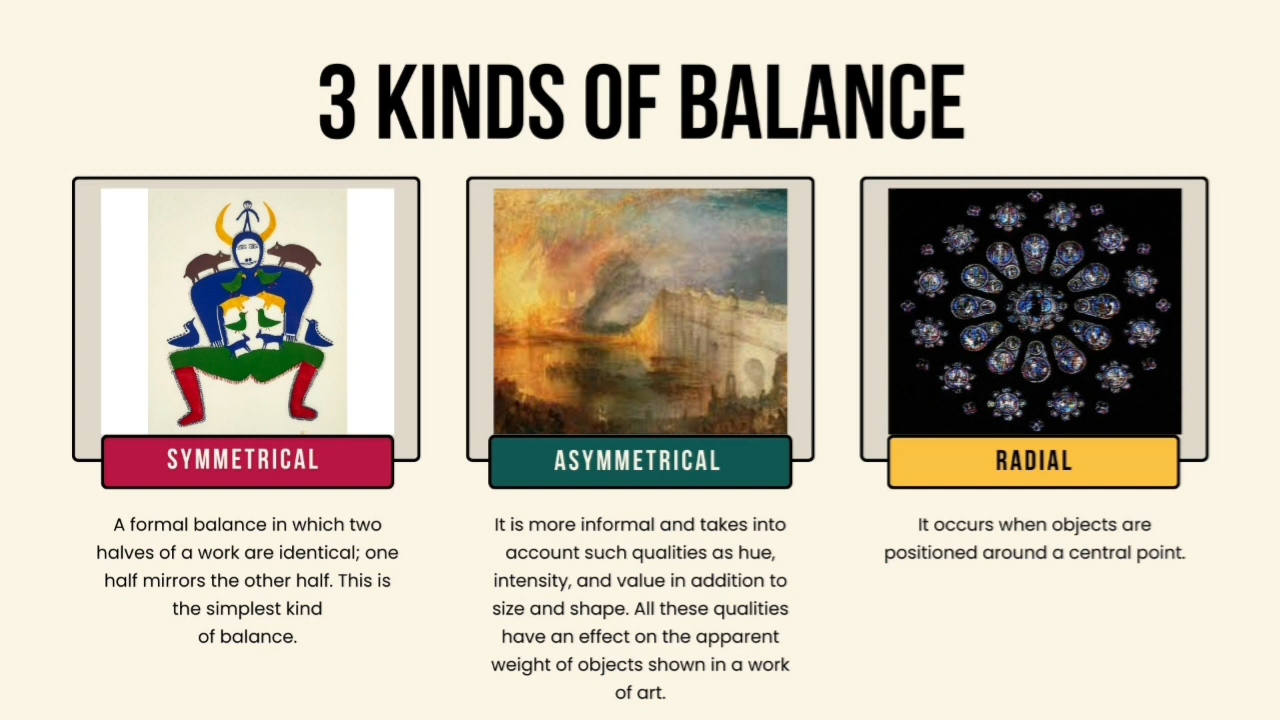 3 KINDS OF BALANCE
SYMMETRICAL
A formal balance in which two
halves of a work are identical; one
half mirrors the other half. This is
the simplest kind
of balance.
ASYMMETRICAL
It is more informal and takes into
account such qualities as hue,
intensity, and value in addition to
size and shape. All these qualities
have an effect on the apparent
weight of objects shown in a work
of art.
RADIAL
It occurs when objects are
positioned around a central point.